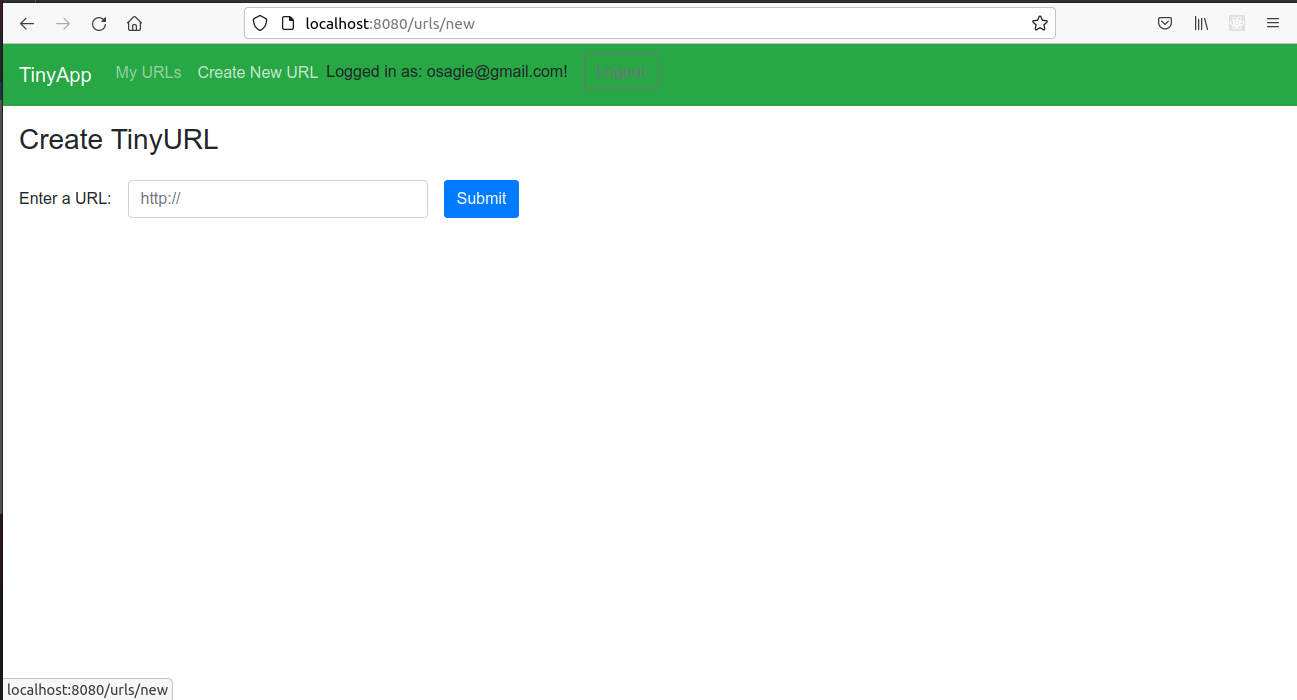 localhost:8080/urls/new
TinyApp My URLs Create New URL Logged in as: osagie@gmail.com! Logout
Create TinyURL
Enter a URL: http:// Submit
localhost:8080/urls/new